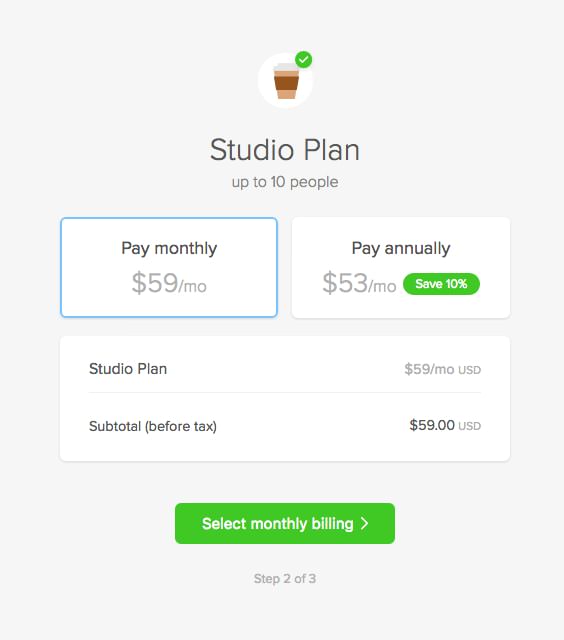 Studio Plan
up to 10 people
Pay monthly
$59/mo
Pay annually
$53/mo Save 10%
Studio Plan $59/mo USD
Subtotal (before tax) $59.00 USD
Select monthly billing
Step 2 of 3